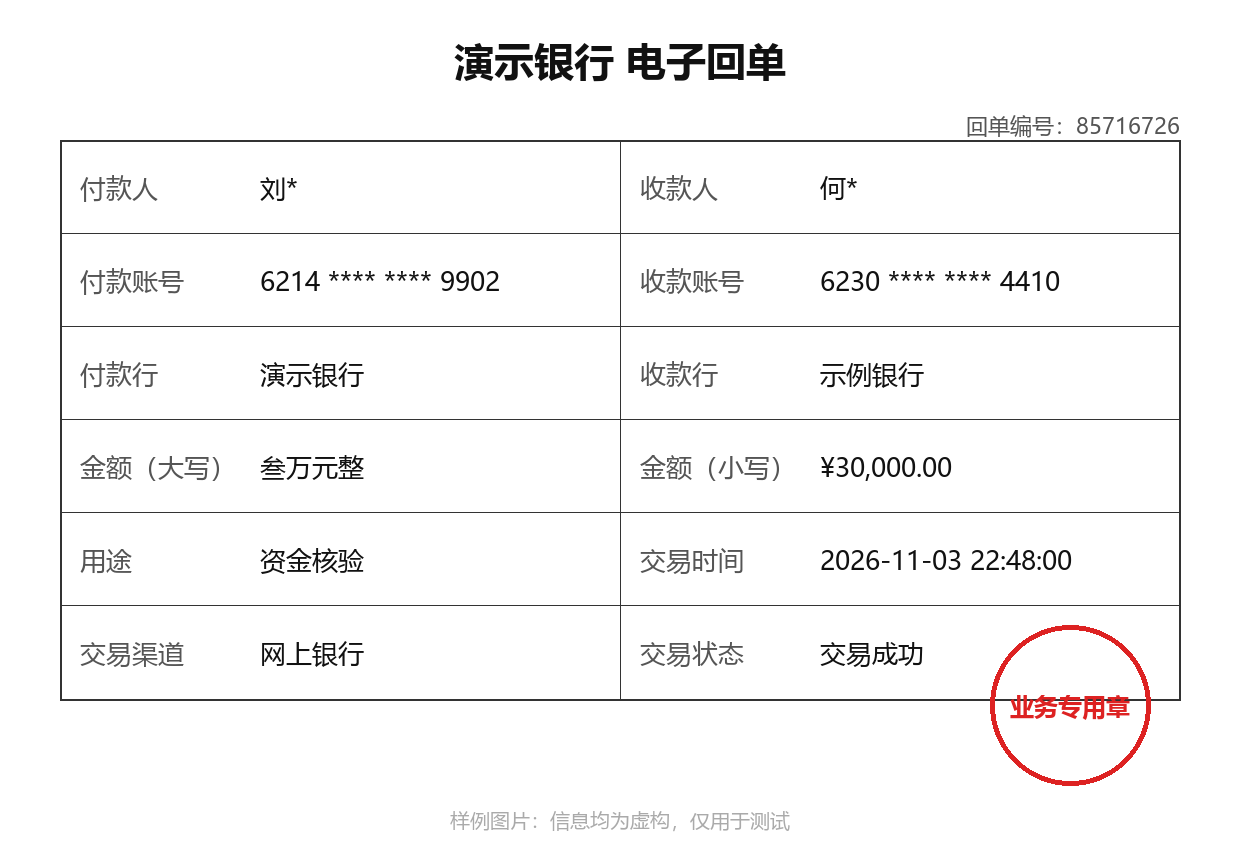 演示银行 电子回单
回单编号：85716726
付款人 刘* 收款人 何*
付款账号 6214 **** **** 9902 收款账号 6230 **** **** 4410
付款行 演示银行 收款行 示例银行
金额（大写） 叁万元整 金额（小写） ¥30,000.00
用途 资金核验 交易时间 2026-11-03 22:48:00
交易渠道 网上银行 交易状态 交易成功
业务专用章
样例图片：信息均为虚构，仅用于测试